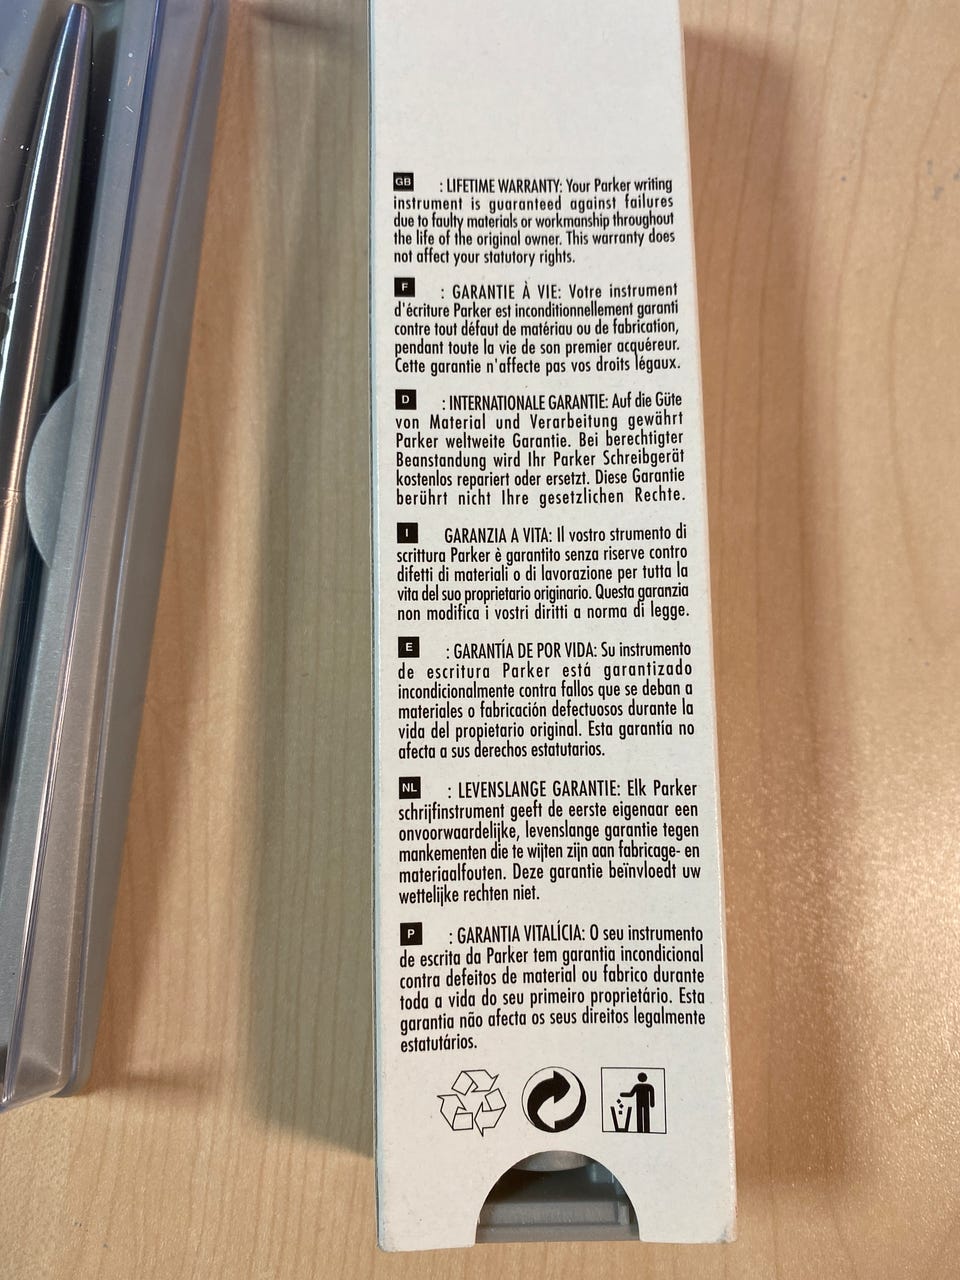 GB : LIFETIME WARRANTY: Your Parker writing
instrument is guaranteed against failures
due to faulty materials or workmanship throughout
the life of the original owner. This warranty does
not affect your statutory rights.
F : GARANTIE À VIE: Votre instrument
d'écriture Parker est inconditionnellement garanti
contre tout défaut de matériau ou de fabrication,
pendant toute la vie de son premier acquéreur.
Cette garantie n'affecte pas vos droits légaux.
D : INTERNATIONALE GARANTIE: Auf die Güte
von Material und Verarbeitung gewährt
Parker weltweite Garantie. Bei berechtigter
Beanstandung wird Ihr Parker Schreibgerät
kostenlos repariert oder ersetzt. Diese Garantie
berührt nicht Ihre gesetzlichen Rechte.
I GARANZIA A VITA: Il vostro strumento di
scrittura Parker è garantito senza riserve contro
difetti di materiali o di lavorazione per tutta la
vita del suo proprietario originario. Questa garanzia
non modifica i vostri diritti a norma di legge.
E : GARANTÍA DE POR VIDA: Su instrumento
de escritura Parker está garantizado
incondicionalmente contra fallos que se deban a
materiales o fabricación defectuosos durante la
vida del propietario original. Esta garantía no
afecta a sus derechos estatutarios.
NL : LEVENSLANGE GARANTIE: Elk Parker
schrijfinstrument geeft de eerste eigenaar een
onvoorwaardelijke, levenslange garantie tegen
mankementen die te wijten zijn aan fabricage- en
materiaalfouten. Deze garantie beïnvloedt uw
wettelijke rechten niet.
P : GARANTIA VITALÍCIA: O seu instrumento
de escrita da Parker tem garantia incondicional
contra defeitos de material ou fabrico durante
toda a vida do seu primeiro proprietário. Esta
garantia não afecta os seus direitos legalmente
estatutários.